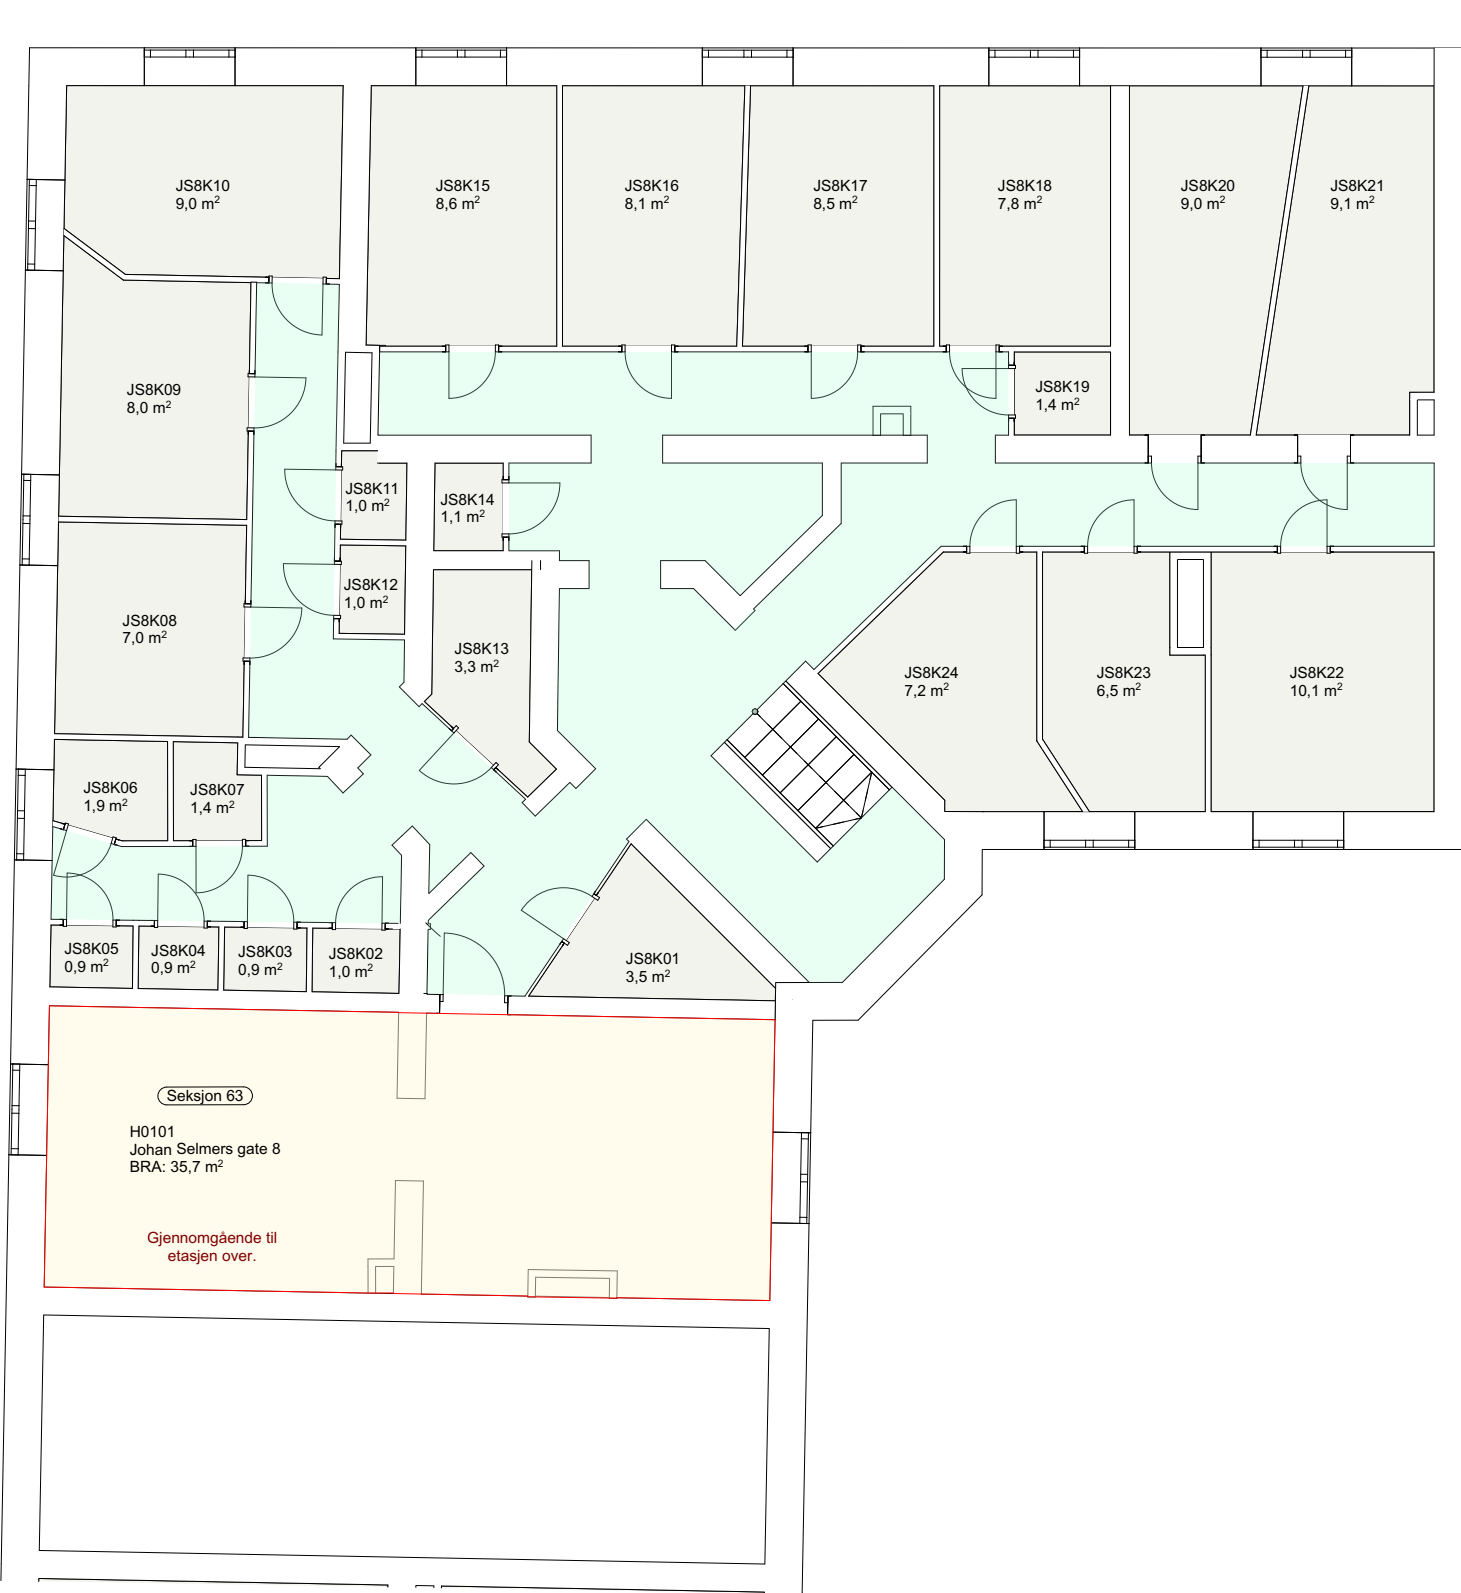 JS8K10
9,0 m²
JS8K15
8,6 m²
JS8K16
8,1 m²
JS8K17
8,5 m²
JS8K18
7,8 m²
JS8K20
9,0 m²
JS8K21
9,1 m²
JS8K09
8,0 m²
JS8K19
1,4 m²
JS8K11
1,0 m²
JS8K14
1,1 m²
JS8K12
1,0 m²
JS8K08
7,0 m²
JS8K13
3,3 m²
JS8K24
7,2 m²
JS8K23
6,5 m²
JS8K22
10,1 m²
JS8K06
1,9 m²
JS8K07
1,4 m²
JS8K05
0,9 m²
JS8K04
0,9 m²
JS8K03
0,9 m²
JS8K02
1,0 m²
JS8K01
3,5 m²
Seksjon 63
H0101
Johan Selmers gate 8
BRA: 35,7 m²
Gjennomgående til
etasjen over.